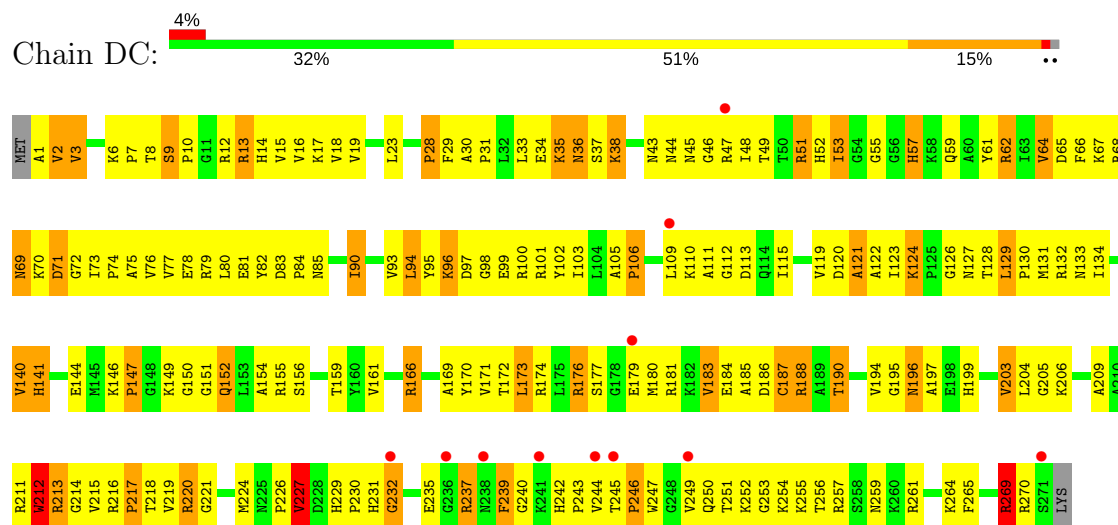 4%
Chain DC:
32% 51% 15% ••
MET A1 V2 V3 K6 P7 T8 S9 P10 G11 R12 R13 H14 V15 V16 K17 V18 V19 L23 P28 F29 A30 P31 L32 L33 E34 K35 N36 S37 K38 N43 N44 N45 G46 R47 I48 T49 T50 R51 H52 I53 G54 G55 G56 H57 K58 Q59 A60 Y61 R62 I63 V64 D65 F66 K67 R68
N69 K70 D71 G72 I73 P74 A75 V76 V77 E78 R79 L80 E81 Y82 D83 P84 N85 I90 V93 L94 Y95 K96 D97 G98 E99 R100 R101 Y102 I103 L104 A105 P106 L109 K110 A111 G112 D113 Q114 I115 V119 D120 A121 A122 I123 K124 P125 G126 N127 T128 L129 P130 M131 R132 N133 I134
V140 H141 E144 M145 K146 P147 G148 K149 G150 G151 Q152 L153 A154 R155 S156 T159 Y160 V161 R166 A169 Y170 V171 T172 L173 R174 L175 R176 S177 G178 E179 M180 R181 K182 V183 E184 A185 D186 C187 R188 A189 T190 V194 G195 N196 A197 E198 H199 V203 L204 G205 K206 A209 A210
R211 W212 R213 G214 V215 R216 P217 T218 V219 R220 G221 M224 N225 P226 V227 D228 H229 P230 H231 G232 E235 G236 R237 N238 F239 G240 K241 H242 P243 V244 T245 P246 W247 G248 V249 Q250 T251 K252 G253 K254 K255 T256 R257 S258 N259 K260 R261 K264 F265 R269 R270 S271 LYS